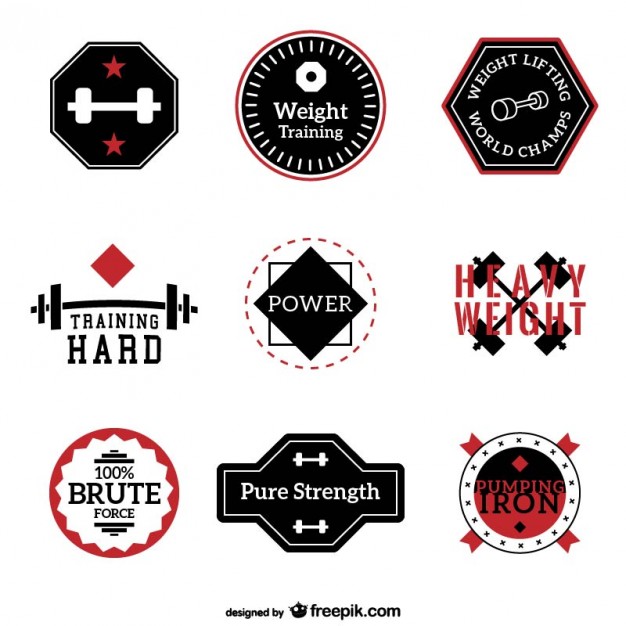 Weight
Training
WEIGHT LIFTING
WORLD CHAMPS
TRAINING
HARD
POWER
HEAVY
WEIGHT
100%
BRUTE
FORCE
Pure Strength
PUMPING
IRON
designed by freepik.com